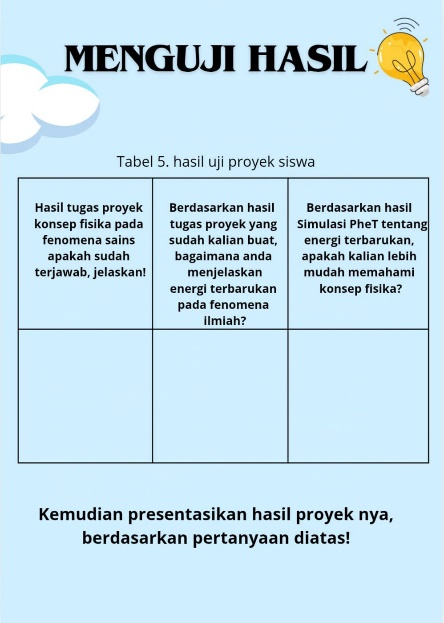 MENGUJI HASIL
Tabel 5. hasil uji proyek siswa
Hasil tugas proyek
konsep fisika pada
fenomena sains
apakah sudah
terjawab, jelaskan!
Berdasarkan hasil
tugas proyek yang
sudah kalian buat,
bagaimana anda
menjelaskan
energi terbarukan
pada fenomena
ilmiah?
Berdasarkan hasil
Simulasi PheT tentang
energi terbarukan,
apakah kalian lebih
mudah memahami
konsep fisika?
Kemudian presentasikan hasil proyek nya,
berdasarkan pertanyaan diatas!